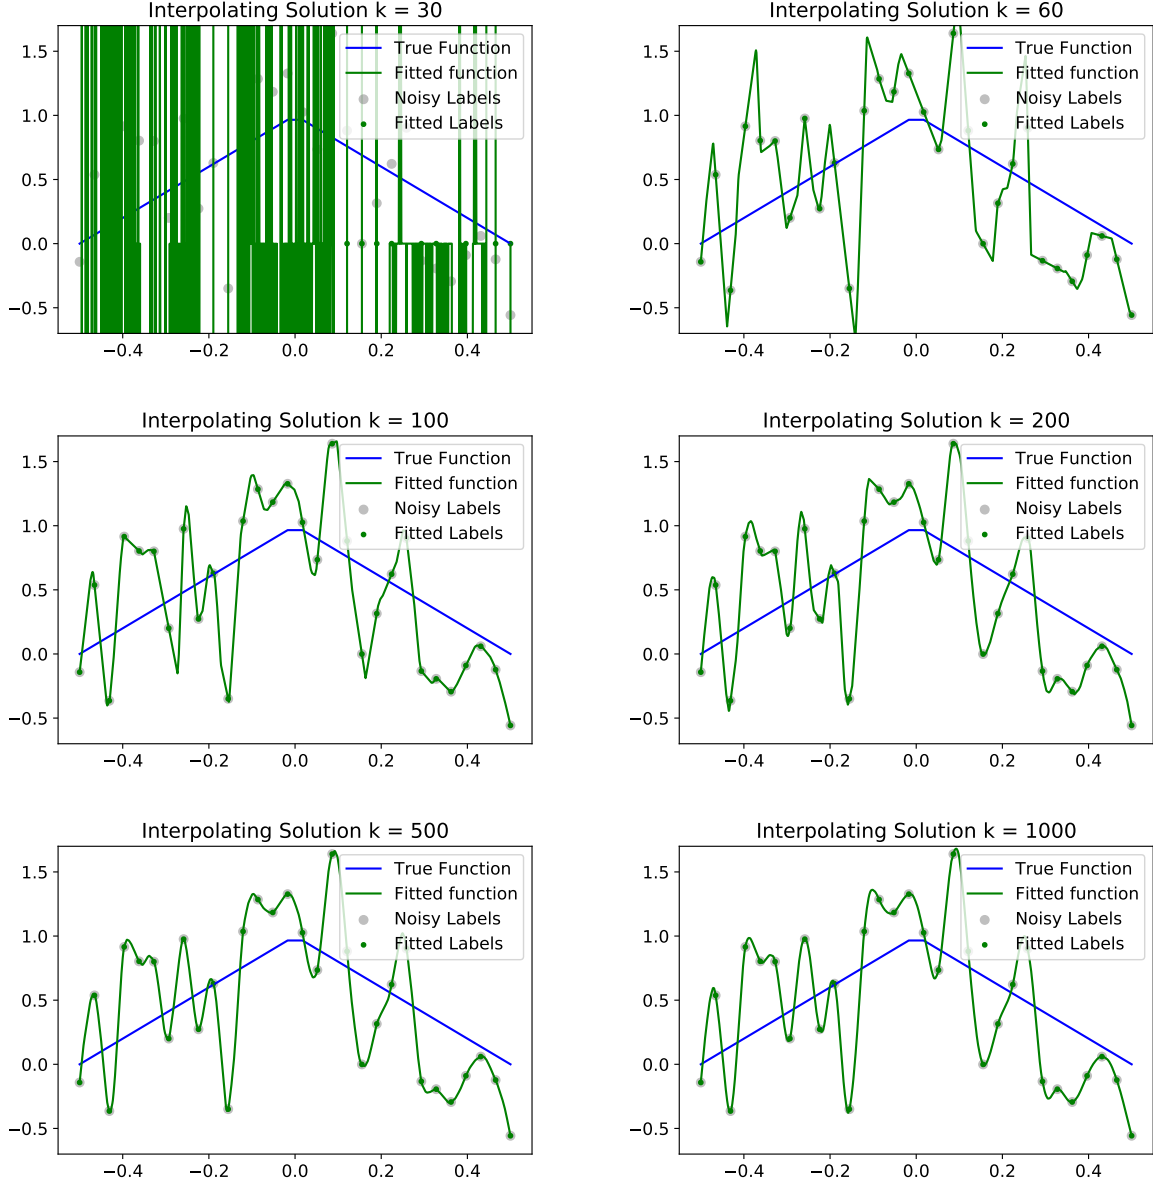 Interpolating Solution k = 30
True Function
Fitted function
Noisy Labels
Fitted Labels
1.5
1.0
0.5
0.0
−0.5
−0.4 −0.2 0.0 0.2 0.4
Interpolating Solution k = 60
True Function
Fitted function
Noisy Labels
Fitted Labels
1.5
1.0
0.5
0.0
−0.5
−0.4 −0.2 0.0 0.2 0.4
Interpolating Solution k = 100
True Function
Fitted function
Noisy Labels
Fitted Labels
1.5
1.0
0.5
0.0
−0.5
−0.4 −0.2 0.0 0.2 0.4
Interpolating Solution k = 200
True Function
Fitted function
Noisy Labels
Fitted Labels
1.5
1.0
0.5
0.0
−0.5
−0.4 −0.2 0.0 0.2 0.4
Interpolating Solution k = 500
True Function
Fitted function
Noisy Labels
Fitted Labels
1.5
1.0
0.5
0.0
−0.5
−0.4 −0.2 0.0 0.2 0.4
Interpolating Solution k = 1000
True Function
Fitted function
Noisy Labels
Fitted Labels
1.5
1.0
0.5
0.0
−0.5
−0.4 −0.2 0.0 0.2 0.4